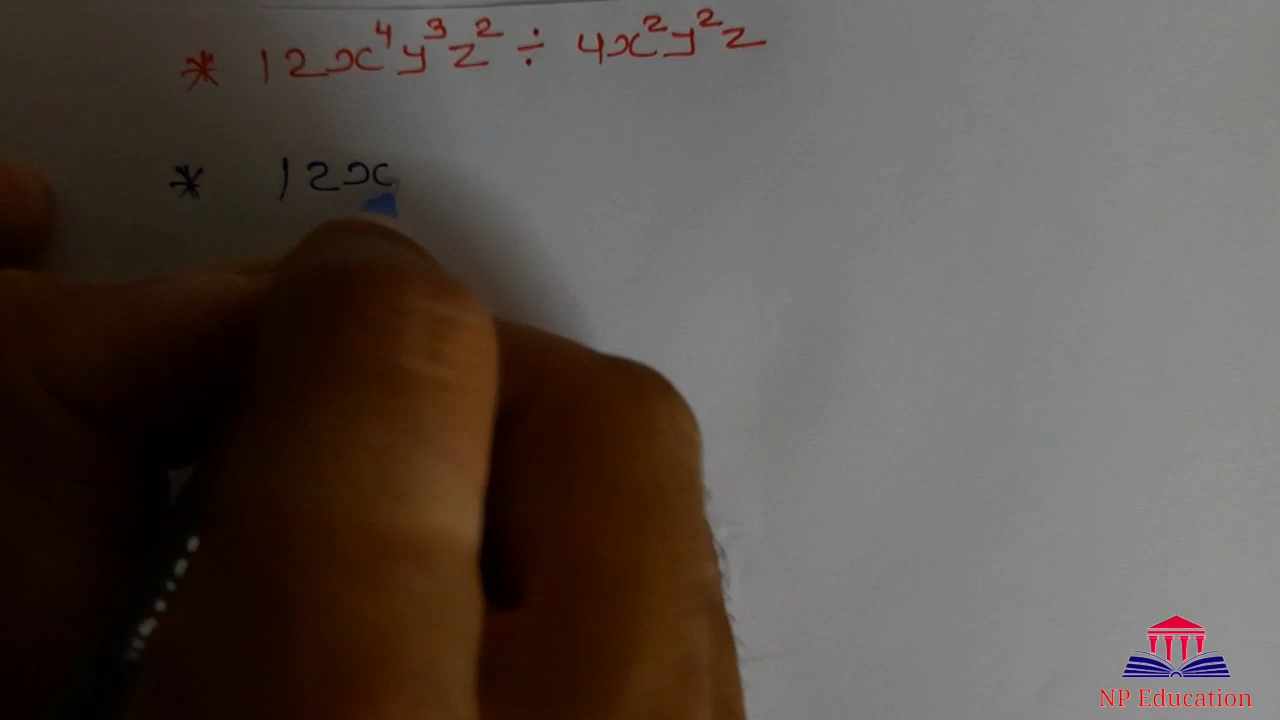 * 12x⁴y³z² ÷ 4x²y²z
* 12x
NP Education